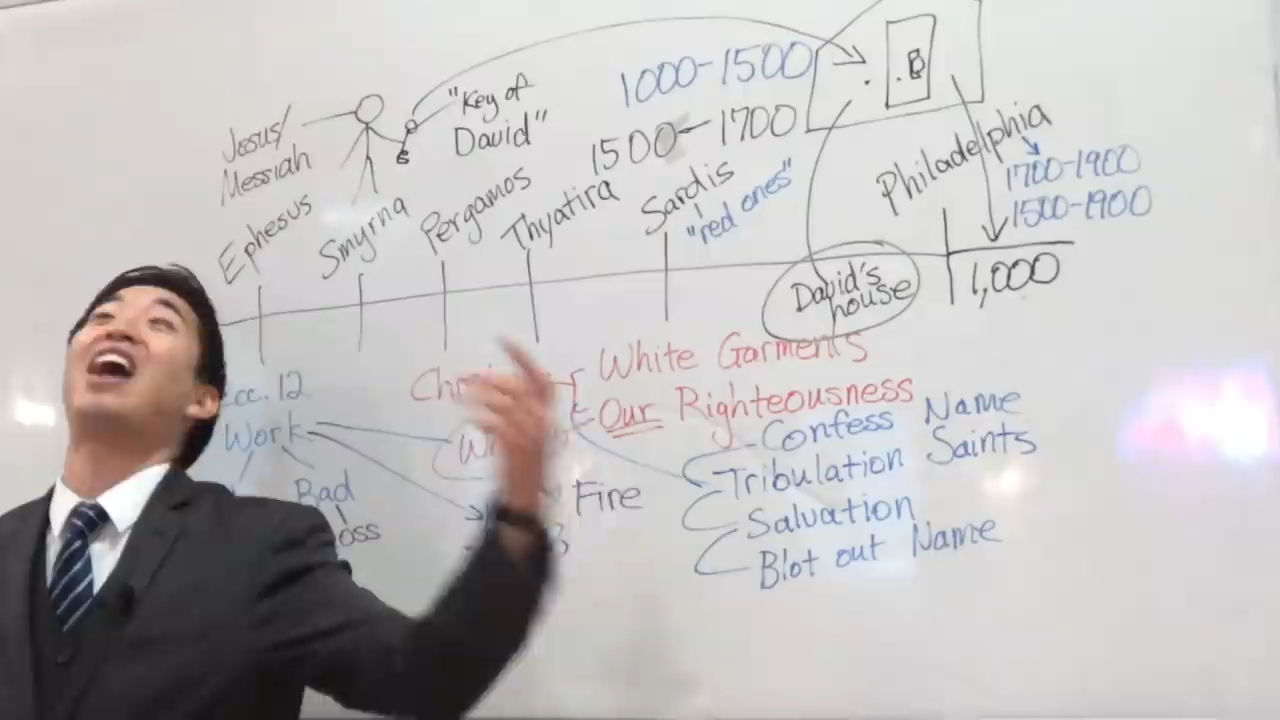 "Key of
David"
1000-1500
B
Jesus/
Messiah
1500-1700
Ephesus
Smyrna
Pergamos
Thyatira
Sardis
"red ones"
Philadelphia
1700-1900
1500-1900
David's
house
1,000
White Garments
Our Righteousness
Work
Bad
Fire
Confess Name
Tribulation Saints
Salvation
Blot out Name